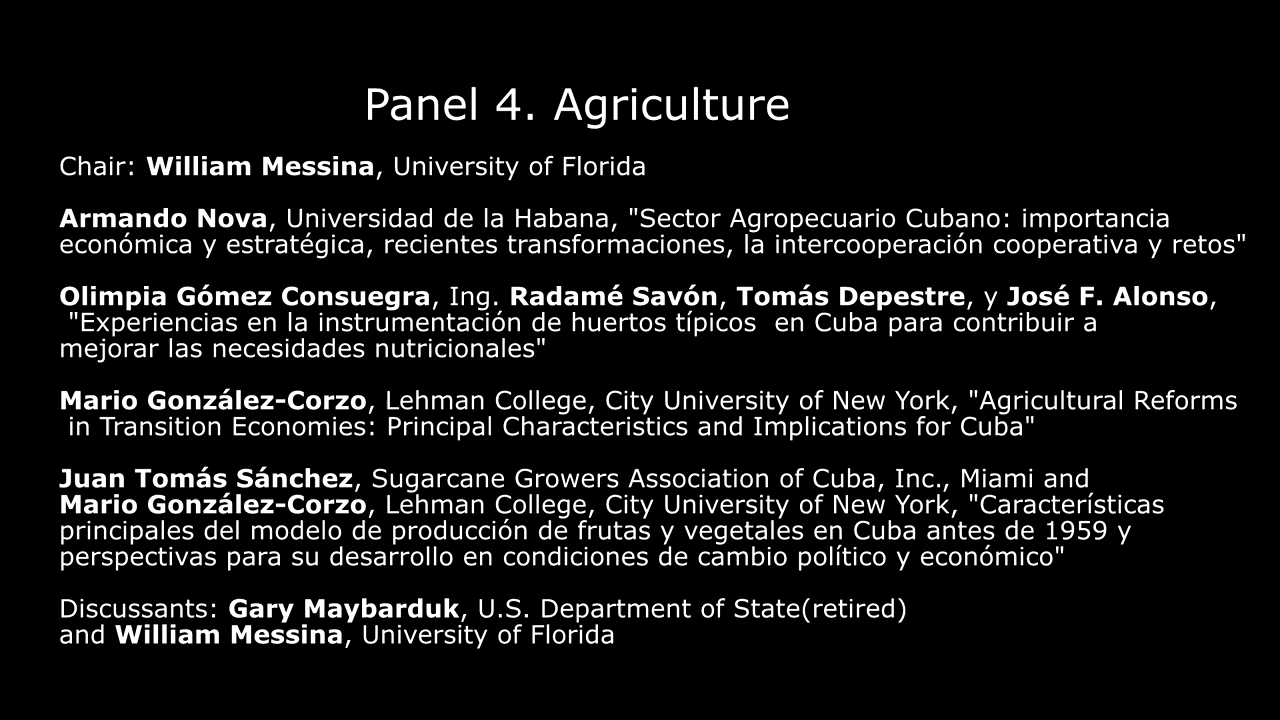 Panel 4. Agriculture
Chair: William Messina, University of Florida
Armando Nova, Universidad de la Habana, "Sector Agropecuario Cubano: importancia
económica y estratégica, recientes transformaciones, la intercooperación cooperativa y retos"
Olimpia Gómez Consuegra, Ing. Radamé Savón, Tomás Depestre, y José F. Alonso,
"Experiencias en la instrumentación de huertos típicos  en Cuba para contribuir a
mejorar las necesidades nutricionales"
Mario González-Corzo, Lehman College, City University of New York, "Agricultural Reforms
in Transition Economies: Principal Characteristics and Implications for Cuba"
Juan Tomás Sánchez, Sugarcane Growers Association of Cuba, Inc., Miami and
Mario González-Corzo, Lehman College, City University of New York, "Características
principales del modelo de producción de frutas y vegetales en Cuba antes de 1959 y
perspectivas para su desarrollo en condiciones de cambio político y económico"
Discussants: Gary Maybarduk, U.S. Department of State(retired)
and William Messina, University of Florida